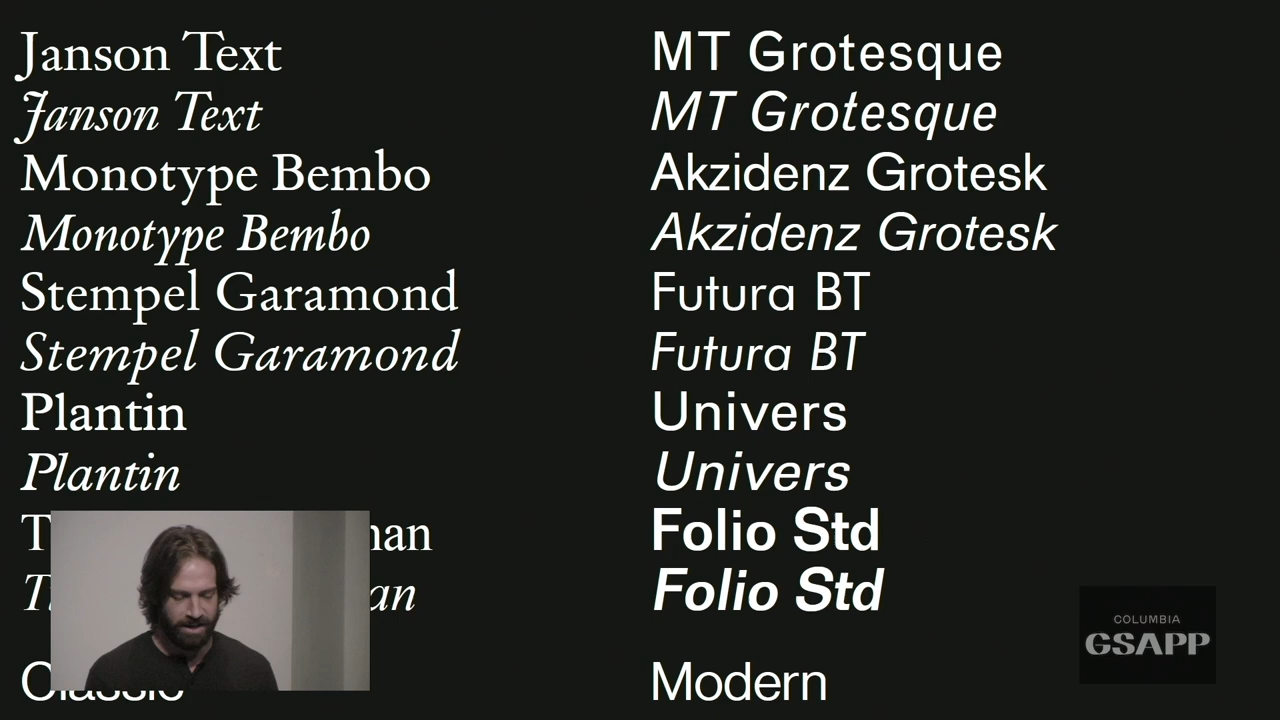 Janson Text
Janson Text
Monotype Bembo
Monotype Bembo
Stempel Garamond
Stempel Garamond
Plantin
Plantin
MT Grotesque
MT Grotesque
Akzidenz Grotesk
Akzidenz Grotesk
Futura BT
Futura BT
Univers
Univers
Folio Std
Folio Std
Classic
Modern
COLUMBIA
GSAPP